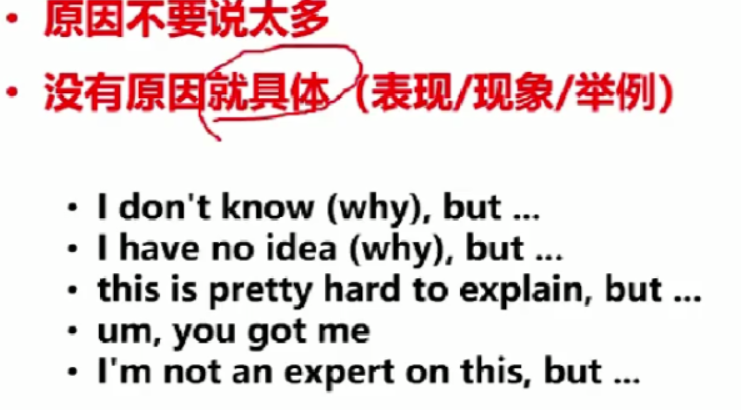 • 原因不要说太多
• 没有原因就具体（表现/现象/举例）
• I don't know (why), but ...
• I have no idea (why), but ...
• this is pretty hard to explain, but ...
• um, you got me
• I'm not an expert on this, but ...